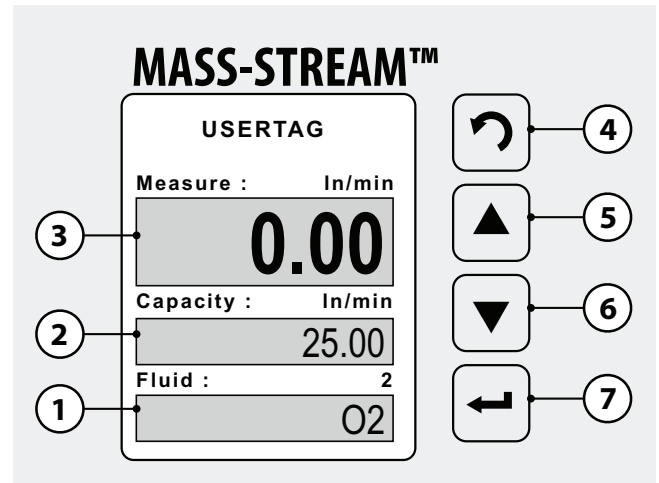 MASS-STREAM™
USERTAG
Measure : ln/min
0.00
Capacity : ln/min
25.00
Fluid : 2
O2
3
2
1
4
5
6
7